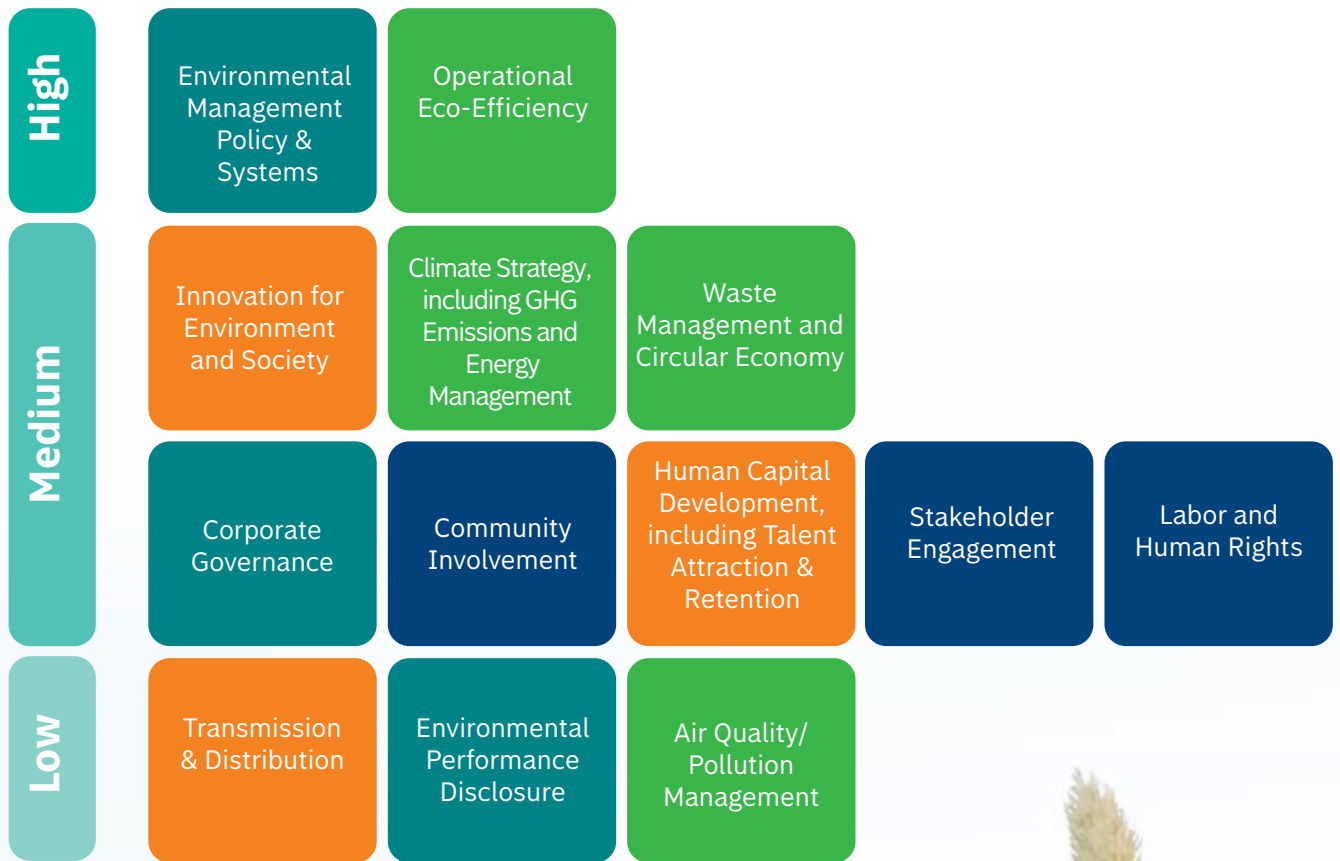 High
Environmental
Management
Policy &
Systems
Operational
Eco-Efficiency
Medium
Innovation for
Environment
and Society
Climate Strategy,
including GHG
Emissions and
Energy
Management
Waste
Management and
Circular Economy
Corporate
Governance
Community
Involvement
Human Capital
Development,
including Talent
Attraction &
Retention
Stakeholder
Engagement
Labor and
Human Rights
Low
Transmission
& Distribution
Environmental
Performance
Disclosure
Air Quality/
Pollution
Management